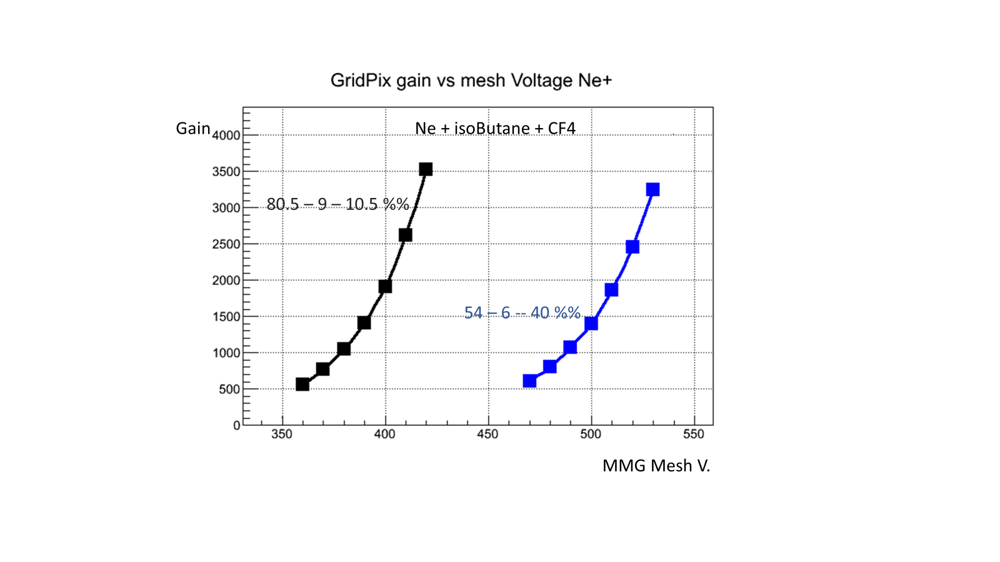 GridPix gain vs mesh Voltage Ne+
Gain
Ne + isoButane + CF4
4000
3500
80.5 – 9 – 10.5 %%
3000
2500
2000
54 – 6 -- 40 %%
1500
1000
500
0
350 400 450 500 550
MMG Mesh V.